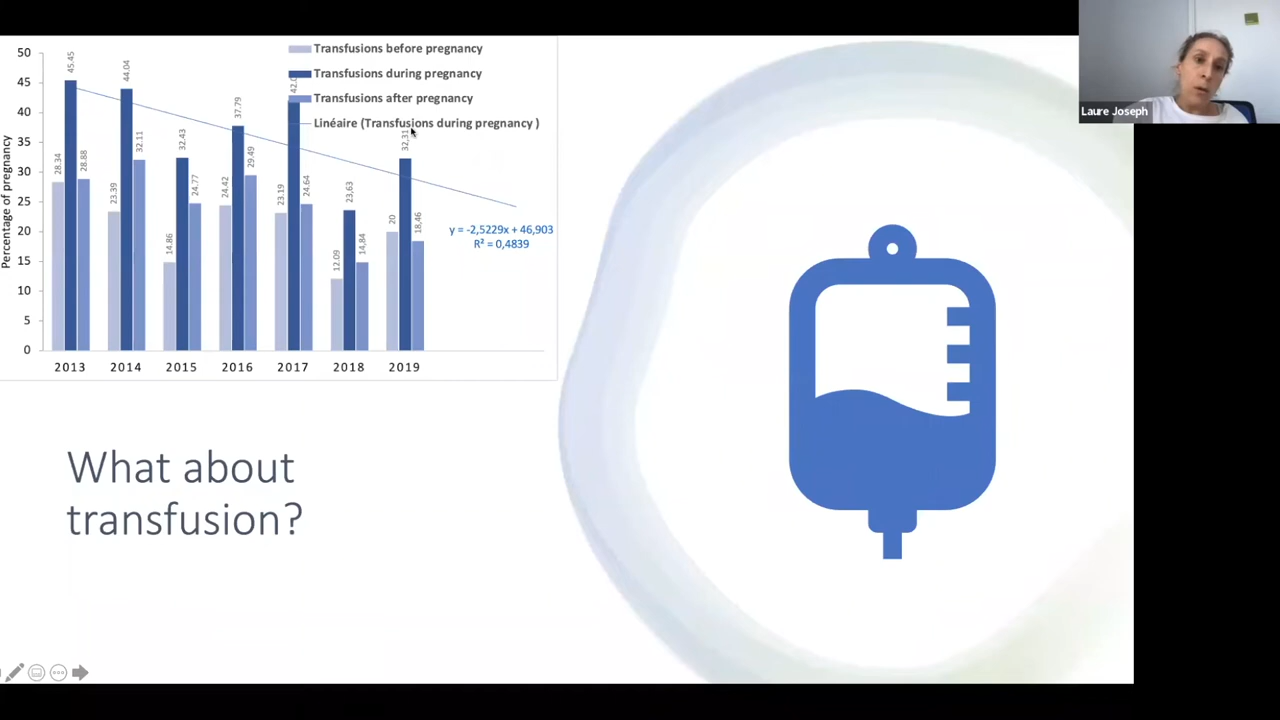 50
45
40
35
30
25
20
15
10
5
0
Percentage of pregnancy
Transfusions before pregnancy
Transfusions during pregnancy
Transfusions after pregnancy
Linéaire (Transfusions during pregnancy )
28.34
45.45
28.88
23.39
44.04
32.11
14.86
32.43
24.77
24.42
37.79
29.49
23.19
24.64
12.09
23,63
14,84
20
18,46
y = -2,5229x + 46,903
R² = 0,4839
2013 2014 2015 2016 2017 2018 2019
What about
transfusion?
Laure Joseph